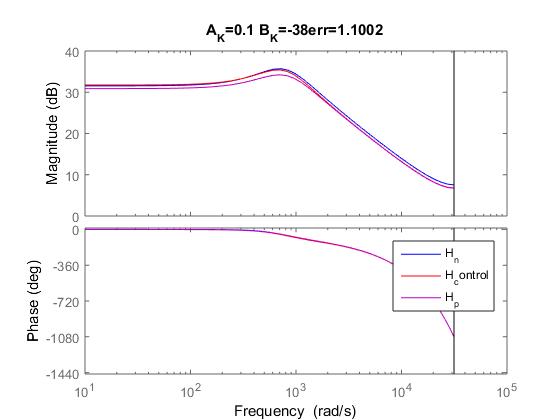 A_K=0.1 B_K=-38err=1.1002
40
30
20
10
0
Magnitude (dB)
0
-360
-720
-1080
-1440
Phase (deg)
H_n
H_control
H_p
10^1
10^2
10^3
10^4
10^5
Frequency (rad/s)